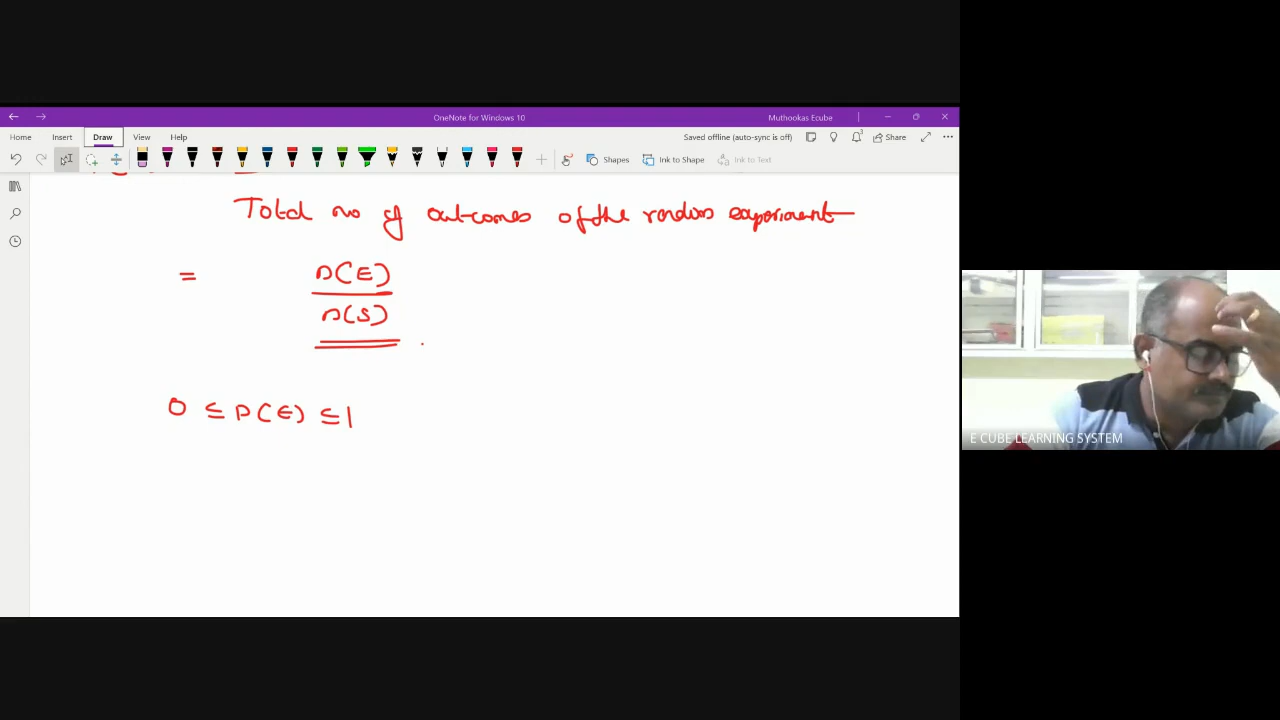 OneNote for Windows 10
Muthookas Ecube
Home Insert Draw View Help
Saved offline (auto-sync is off)
3
Share
Shapes
Ink to Shape
Ink to Text
Total no of outcomes of the random experiment
= n(E)
n(S)
0 ≤ P(E) ≤ 1
E CUBE LEARNING SYSTEM